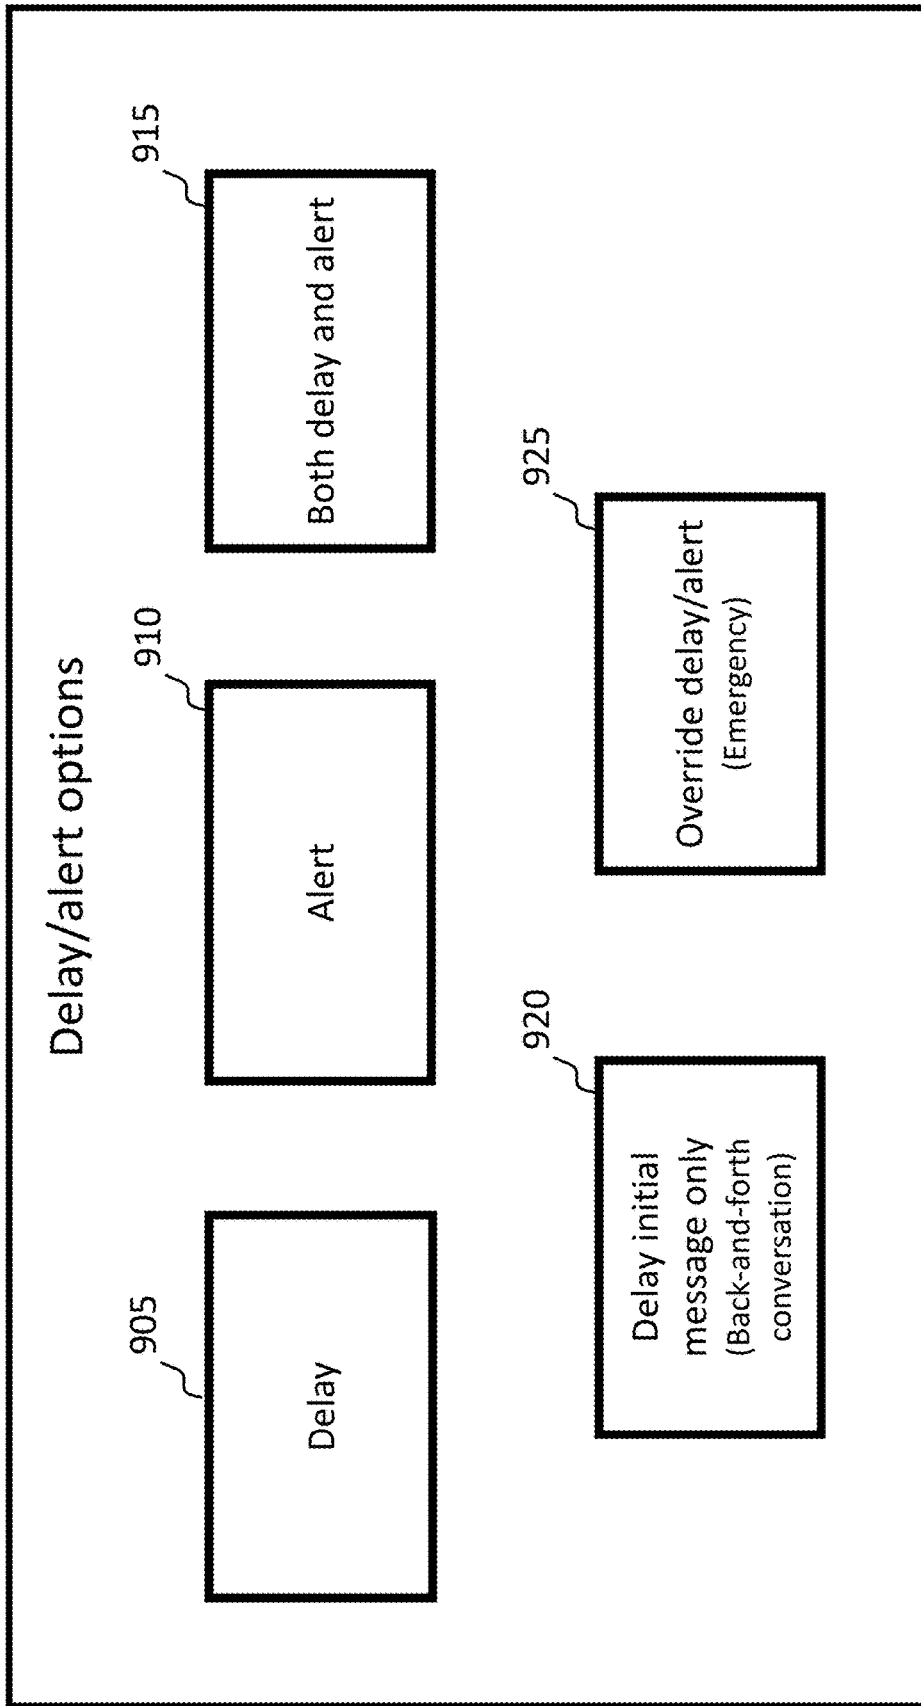 Delay/alert options
905
Delay
910
Alert
915
Both delay and alert
920
Delay initial
message only
(Back-and-forth
conversation)
925
Override delay/alert
(Emergency)